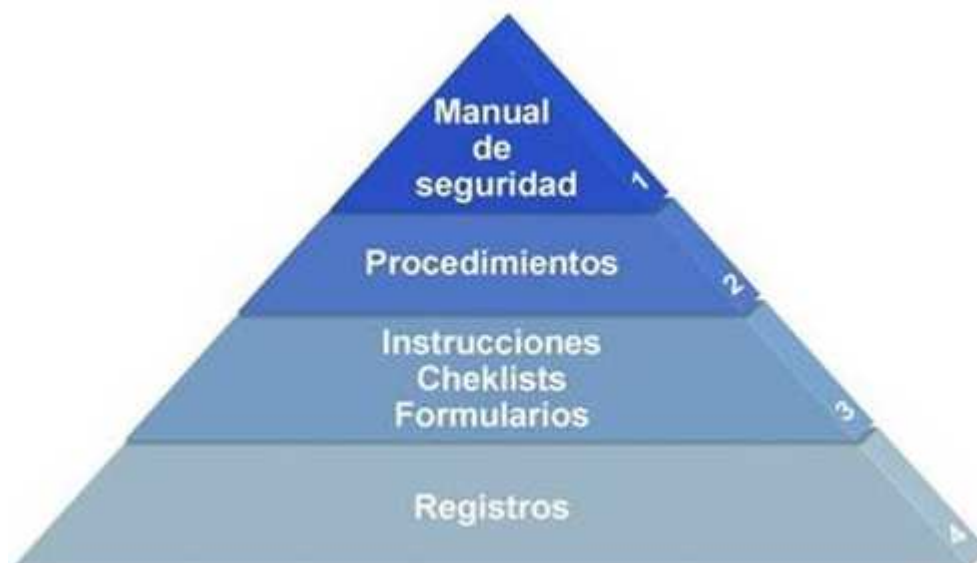 Manual
de
seguridad
1
Procedimientos
2
Instrucciones
Cheklists
Formularios
3
Registros
4